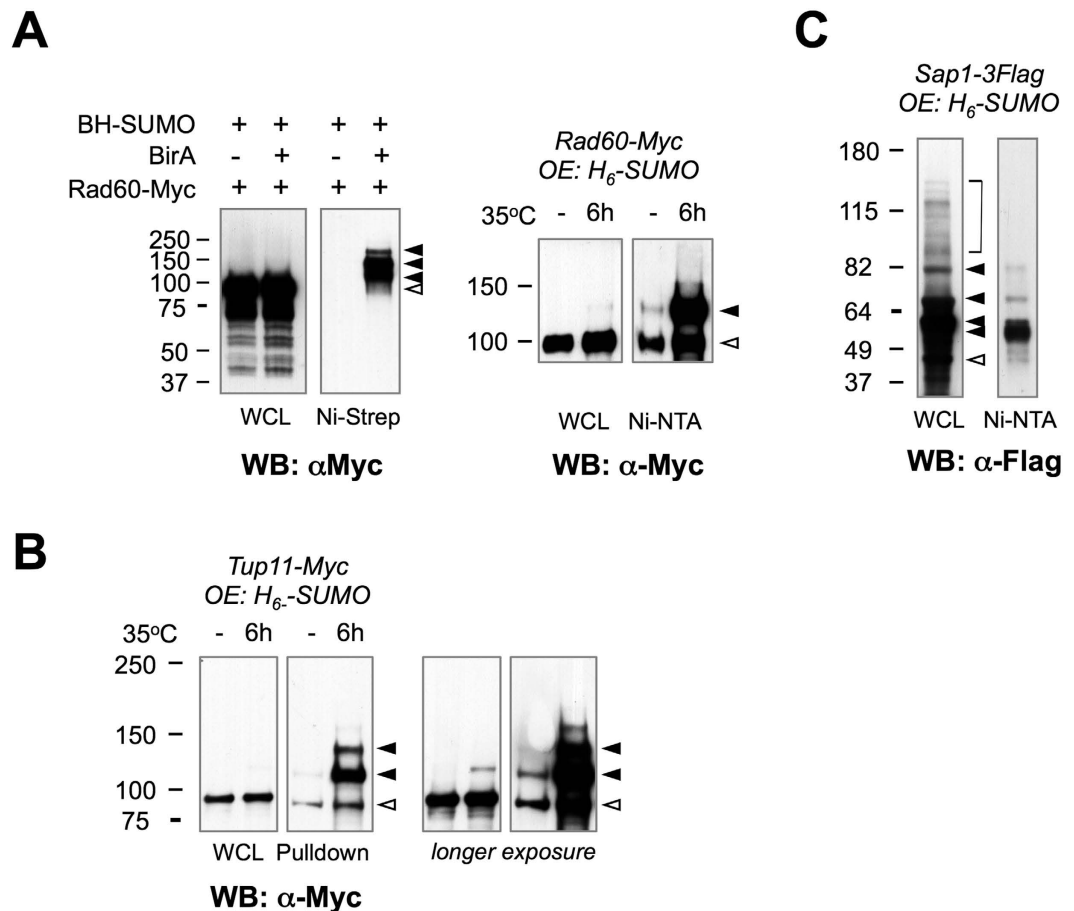 A
BH-SUMO + + + +
BirA - + - +
Rad60-Myc + + + +
250
150
100
75
50
37
WCL Ni-Strep
WB: αMyc
Rad60-Myc
OE: H6-SUMO
35oC - 6h - 6h
150
100
WCL Ni-NTA
WB: α-Myc
C
Sap1-3Flag
OE: H6-SUMO
180
115
82
64
49
37
WCL Ni-NTA
WB: α-Flag
B
Tup11-Myc
OE: H6--SUMO
35oC - 6h - 6h
250
150
100
75
WCL Pulldown longer exposure
WB: α-Myc